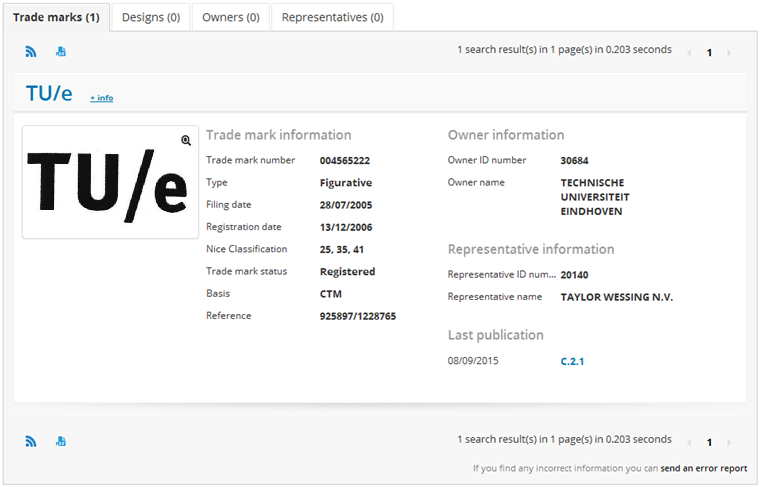 Trade marks (1) Designs (0) Owners (0) Representatives (0)
1 search result(s) in 1 page(s) in 0.203 seconds 1
TU/e + info
TU/e
Trade mark information
Trade mark number 004565222
Type Figurative
Filing date 28/07/2005
Registration date 13/12/2006
Nice Classification 25, 35, 41
Trade mark status Registered
Basis CTM
Reference 925897/1228765
Owner information
Owner ID number 30684
Owner name TECHNISCHE
UNIVERSITEIT
EINDHOVEN
Representative information
Representative ID num... 20140
Representative name TAYLOR WESSING N.V.
Last publication
08/09/2015 C.2.1
1 search result(s) in 1 page(s) in 0.203 seconds 1
If you find any incorrect information you can send an error report